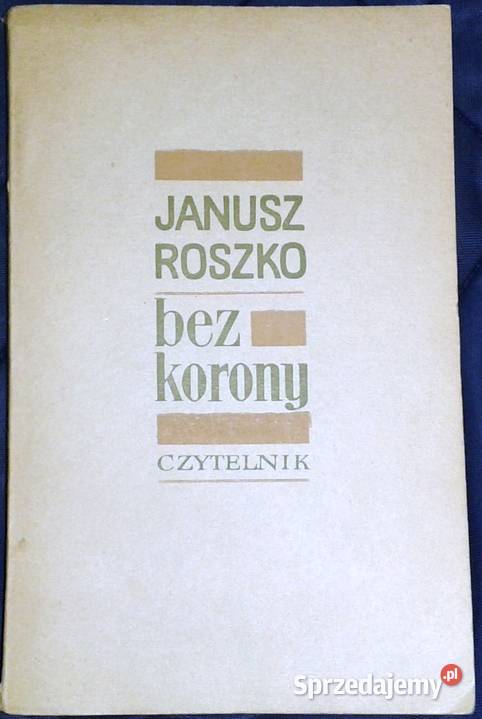 JANUSZ
ROSZKO
bez
korony
CZYTELNIK
Sprzedajemy.pl